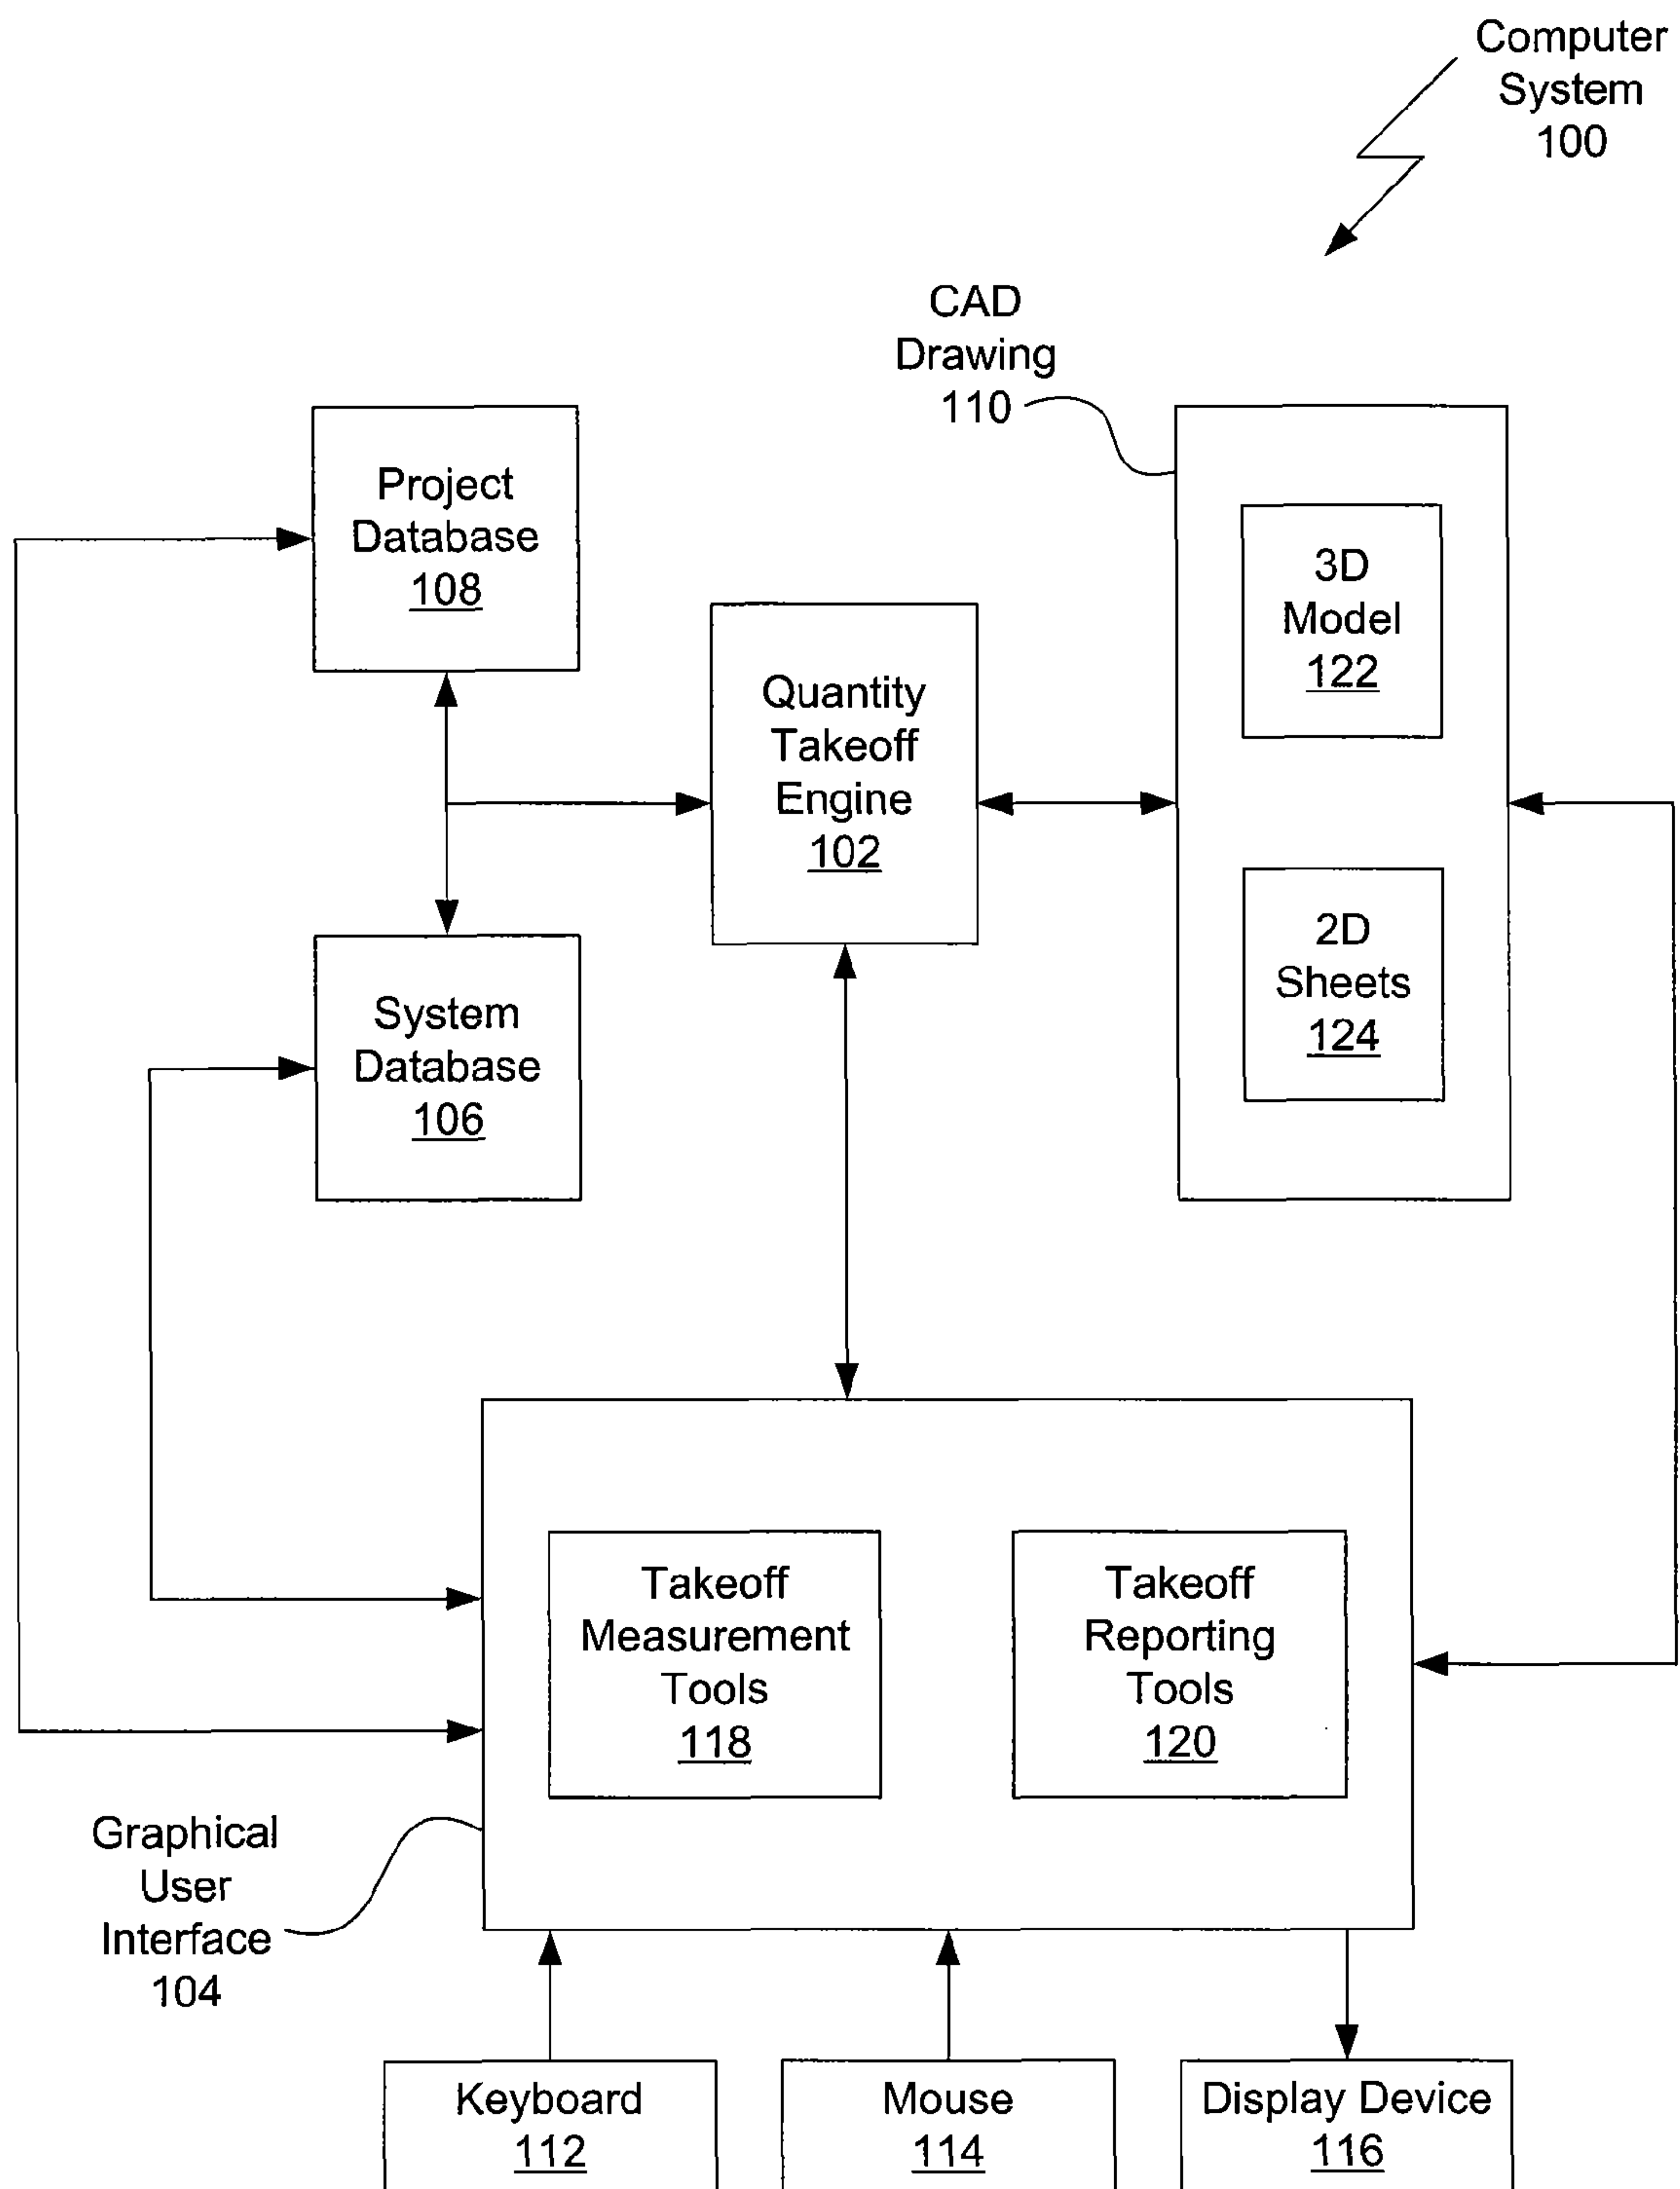 Computer
System
100
CAD
Drawing
110
Project
Database
108
3D
Model
122
Quantity
Takeoff
Engine
102
2D
Sheets
124
System
Database
106
Takeoff
Measurement
Tools
118
Takeoff
Reporting
Tools
120
Graphical
User
Interface
104
Keyboard
112
Mouse
114
Display Device
116